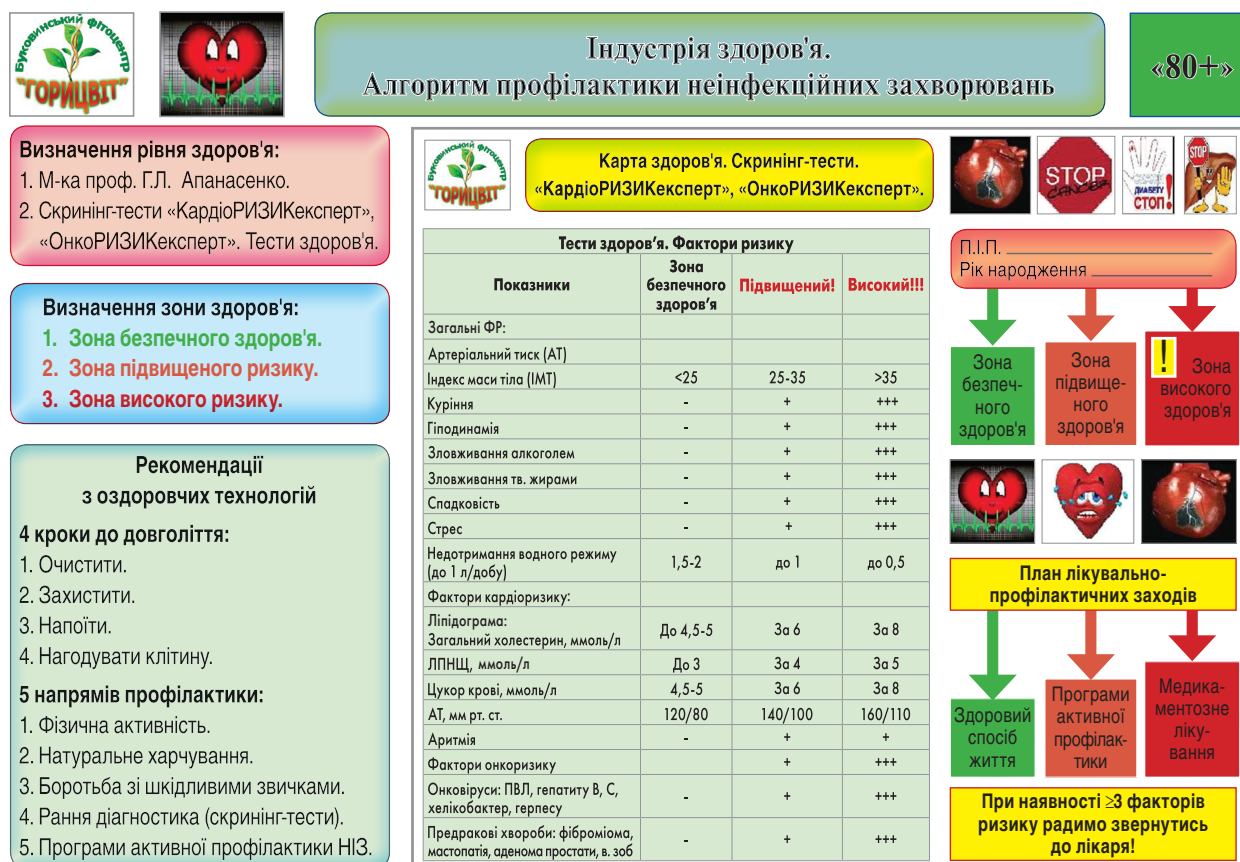 Буковинський фітоцентр
"ГОРИЦВІТ"
Індустрія здоров'я.
Алгоритм профілактики неінфекційних захворювань
«80+»
Визначення рівня здоров'я:
1. М-ка проф. Г.Л. Апанасенко.
2. Скринінг-тести «КардіоРИЗИКексперт»,
«ОнкоРИЗИКексперт». Тести здоров'я.
Визначення зони здоров'я:
1. Зона безпечного здоров'я.
2. Зона підвищеного ризику.
3. Зона високого ризику.
Рекомендації
з оздоровчих технологій
4 кроки до довголіття:
1. Очистити.
2. Захистити.
3. Напоїти.
4. Нагодувати клітину.
5 напрямів профілактики:
1. Фізична активність.
2. Натуральне харчування.
3. Боротьба зі шкідливими звичками.
4. Рання діагностика (скринінг-тести).
5. Програми активної профілактики НІЗ.
Буковинський фітоцентр
"ГОРИЦВІТ"
Карта здоров'я. Скринінг-тести.
«КардіоРИЗИКексперт», «ОнкоРИЗИКексперт».
Тести здоров’я. Фактори ризику
Показники Зона безпечного здоров’я Підвищений! Високий!!!
Загальні ФР:
Артеріальний тиск (АТ)
Індекс маси тіла (ІМТ) <25 25-35 >35
Куріння - + +++
Гіподинамія - + +++
Зловживання алкоголем - + +++
Зловживання тв. жирами - + +++
Спадковість - + +++
Стрес - + +++
Недотримання водного режиму
(до 1 л/добу) 1,5-2 до 1 до 0,5
Фактори кардіоризику:
Ліпідограма:
Загальний холестерин, ммоль/л До 4,5-5 За 6 За 8
ЛПНЩ, ммоль/л До 3 За 4 За 5
Цукор крові, ммоль/л 4,5-5 За 6 За 8
АТ, мм рт. ст. 120/80 140/100 160/110
Аритмія - + +
Фактори онкоризику + +++
Онковіруси: ПВЛ, гепатиту В, С,
хелікобактер, герпесу - + +++
Предракові хвороби: фіброміома,
мастопатія, аденома простати, в. зоб - + +++
STOP
CANCER
ДИАБЕТУ
СТОП!
STOP
П.І.П.
Рік народження
Зона
безпеч-
ного
здоров'я
Зона
підвище-
ного
здоров'я
!
Зона
високого
здоров'я
План лікувально-
профілактичних заходів
Здоровий
спосіб
життя
Програми
активної
профілак-
тики
Медика-
ментозне
ліку-
вання
При наявності ≥3 факторів
ризику радимо звернутись
до лікаря!